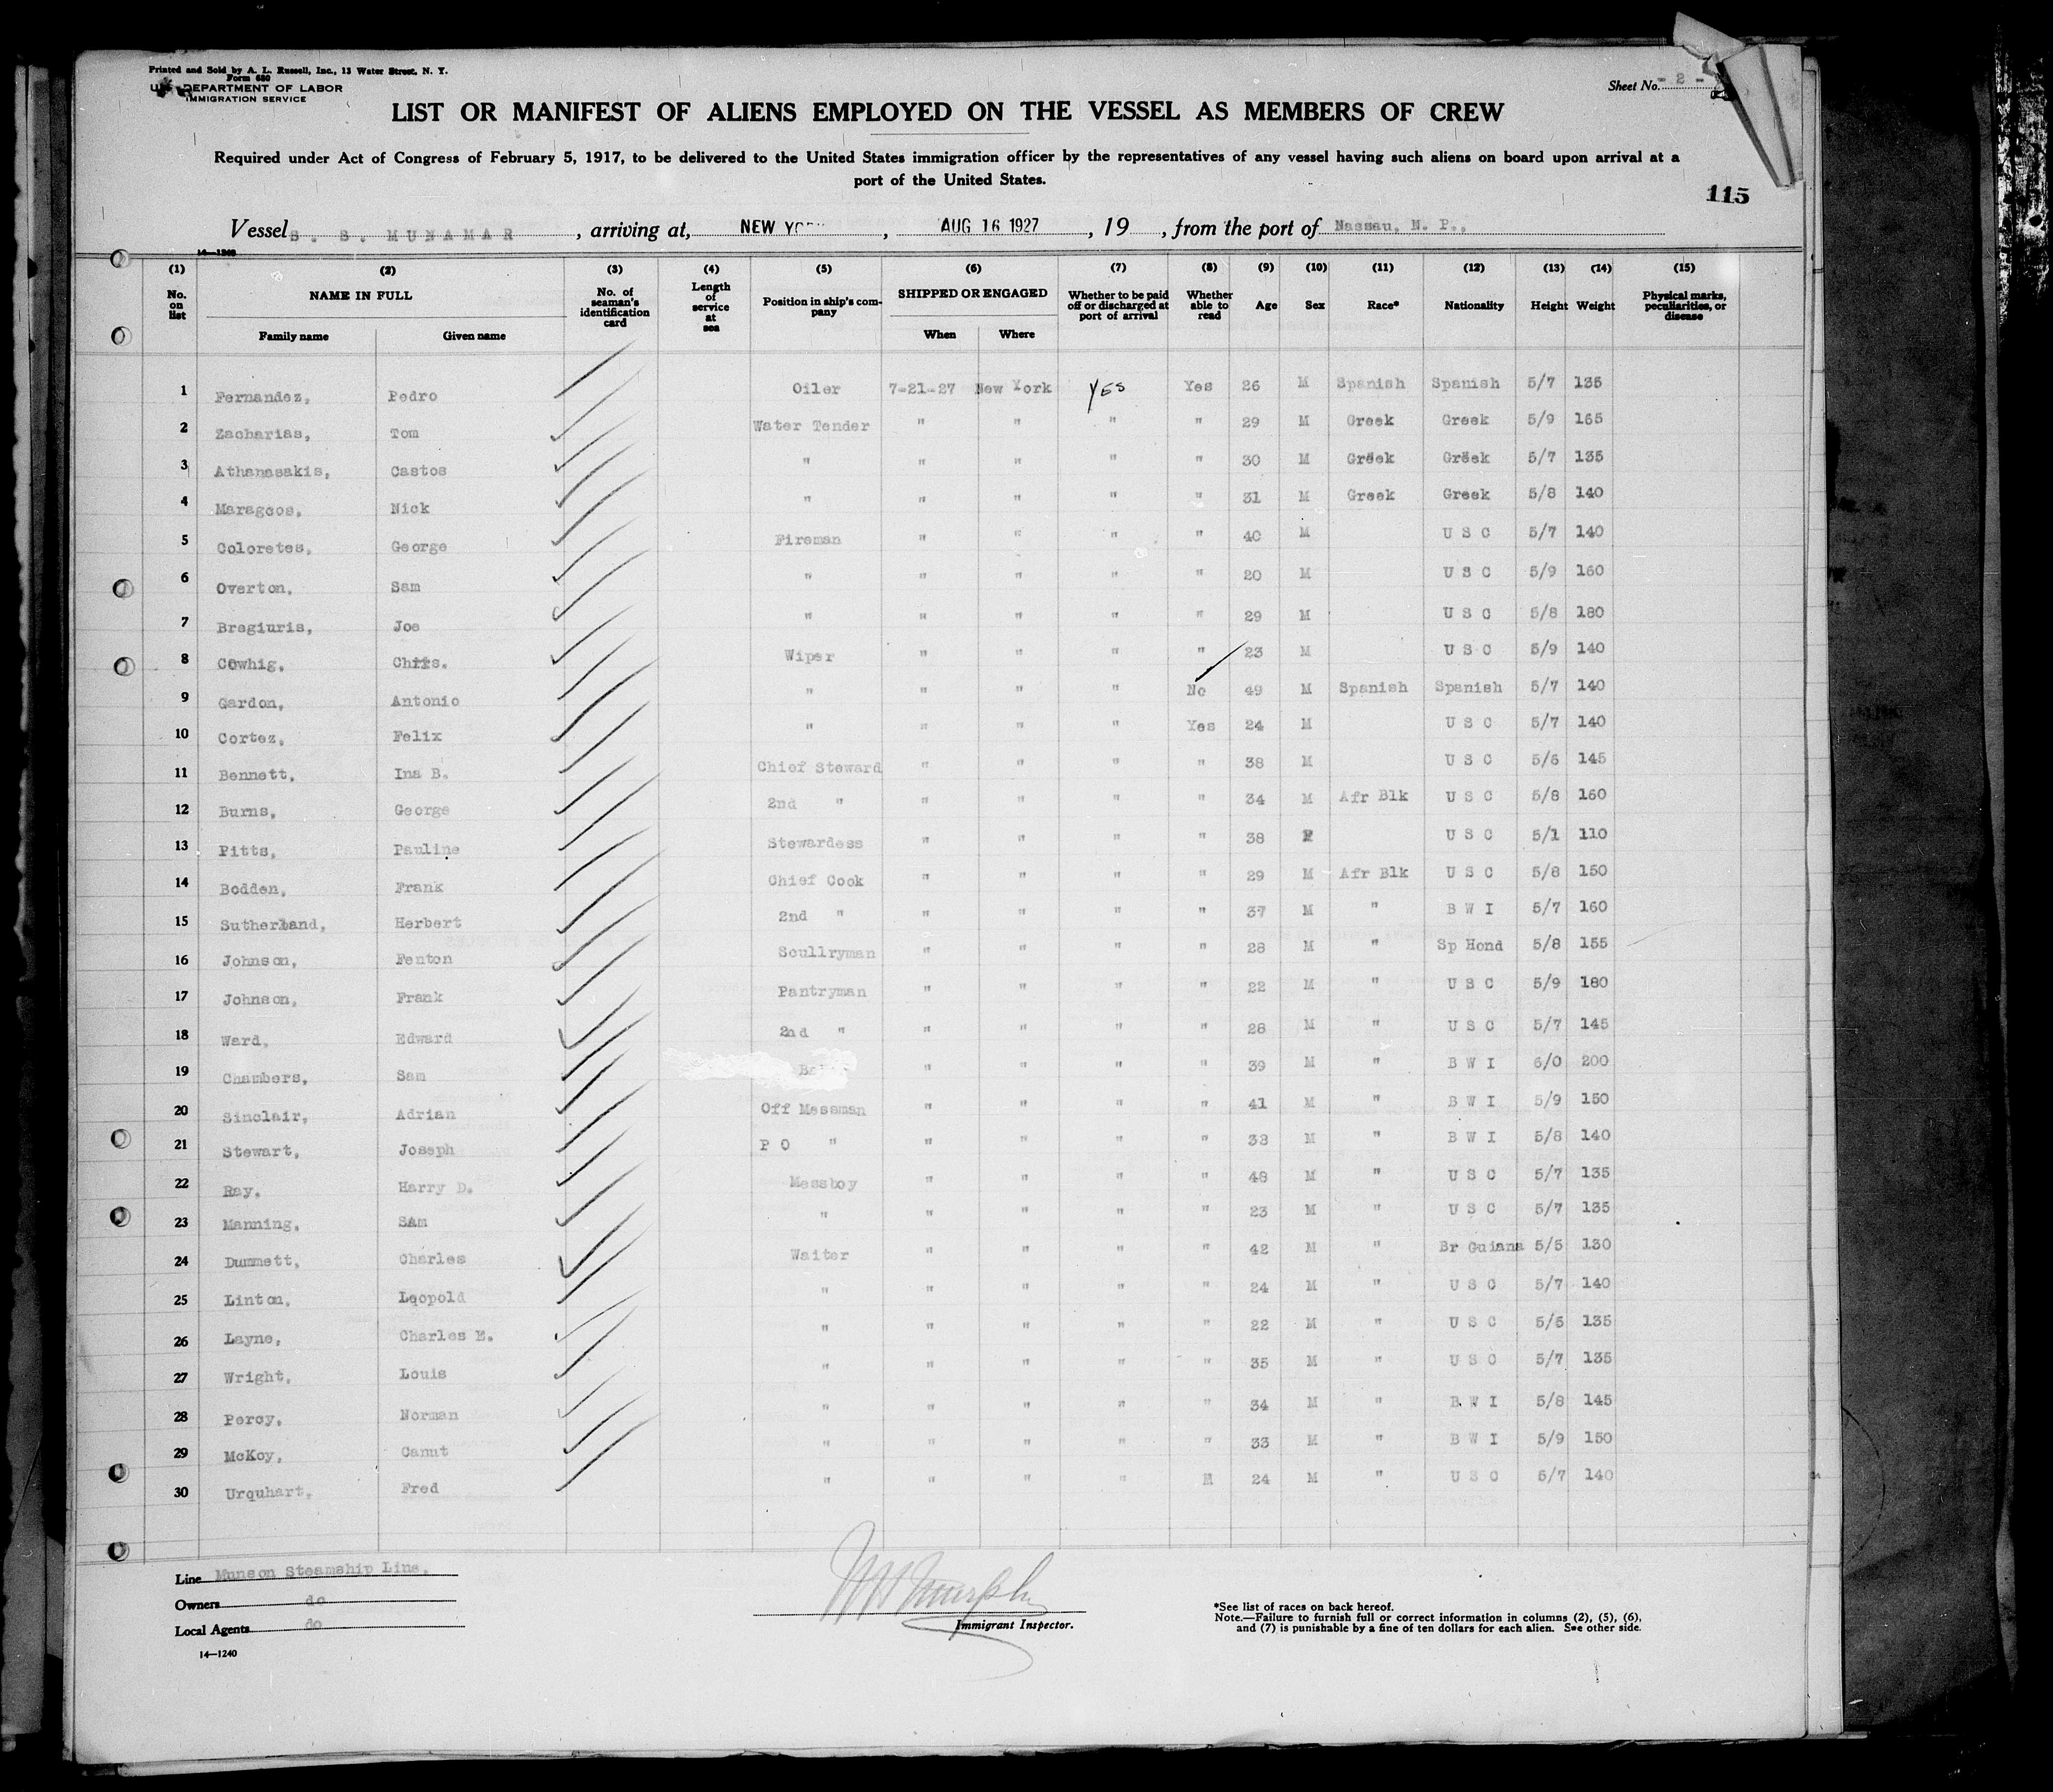 Printed and Sold by A. L. Russell, Inc., 13 Water Street, N. Y.
Form 680
U. S. DEPARTMENT OF LABOR
IMMIGRATION SERVICE
Sheet No. - 2 -
LIST OR MANIFEST OF ALIENS EMPLOYED ON THE VESSEL AS MEMBERS OF CREW
Required under Act of Congress of February 5, 1917, to be delivered to the United States immigration officer by the representatives of any vessel having such aliens on board upon arrival at a
port of the United States.
115
Vessel S. S. MUNAMAR, arriving at, NEW YORK, AUG 16 1927, 19 , from the port of Nassau, N. P.,
14—1240
(1) (2) (3) (4) (5) (6) (7) (8) (9) (10) (11) (12) (13) (14) (15)
No. on list NAME IN FULL Family name Given name No. of seaman's identification card Length of service at sea Position in ship's company SHIPPED OR ENGAGED When Where Whether to be paid off or discharged at port of arrival Whether able to read Age Sex Race* Nationality Height Weight Physical marks, peculiarities, or disease
1 Fernandez, Pedro Oiler 7-21-27 New York YES Yes 26 M Spanish Spanish 5/7 135
2 Zacharias, Tom Water Tender " " " " 29 M Greek Greek 5/9 165
3 Athanasakis, Castos " " " " " 30 M Greek Greek 5/7 135
4 Maragcos, Nick " " " " " 31 M Greek Greek 5/8 140
5 Coloretes, George Fireman " " " " 40 M U S C 5/7 140
6 Overton, Sam " " " " " 20 M U S C 5/9 160
7 Bregiuris, Joe " " " " " 29 M U S C 5/8 180
8 Cowhig, Chris. Wiper " " " " 23 M U S C 5/9 140
9 Gardon, Antonio " " " " No 49 M Spanish Spanish 5/7 140
10 Cortez, Felix " " " " Yes 24 M U S C 5/7 140
11 Bennett, Ina B. Chief Steward " " " " 38 M U S C 5/6 145
12 Burns, George 2nd " " " " " 34 M Afr Blk U S C 5/8 160
13 Pitts, Pauline Stewardess " " " " 38 F U S C 5/1 110
14 Bodden, Frank Chief Cook " " " " 29 M Afr Blk U S C 5/8 150
15 Sutherland, Herbert 2nd " " " " " 37 M " B W I 5/7 160
16 Johnson, Fenton Scullryman " " " " 28 M " Sp Hond 5/8 155
17 Johnson, Frank Pantryman " " " " 22 M " U S C 5/9 180
18 Ward, Edward 2nd " " " " " 26 M " U S C 5/7 145
19 Chambers, Sam " " " " 39 M " B W I 6/0 200
20 Sinclair, Adrian Off Messman " " " " 41 M " B W I 5/9 150
21 Stewart, Joseph P O " " " " " 38 M " B W I 5/8 140
22 Ray, Harry D. Messboy " " " " 48 M " U S C 5/7 135
23 Manning, SAm " " " " " 23 M " U S C 5/7 135
24 Dummett, Charles Waiter " " " " 42 M " Br Guiana 5/5 130
25 Linton, Leopold " " " " " 24 M " U S C 5/7 140
26 Layne, Charles E. " " " " " 22 M " U S C 5/6 135
27 Wright, Louis " " " " " 35 M " U S C 5/7 135
28 Percy, Norman " " " " " 34 M " B W I 5/8 145
29 McKoy, Canut " " " " " 33 M " B W I 5/9 150
30 Urquhart, Fred " " " " M 24 M " U S C 5/7 140
Line Munson Steamship Line,
Owners do
Local Agents do
14—1240
Murphy
Immigrant Inspector.
*See list of races on back hereof.
Note.—Failure to furnish full or correct information in columns (2), (5), (6),
and (7) is punishable by a fine of ten dollars for each alien. See other side.